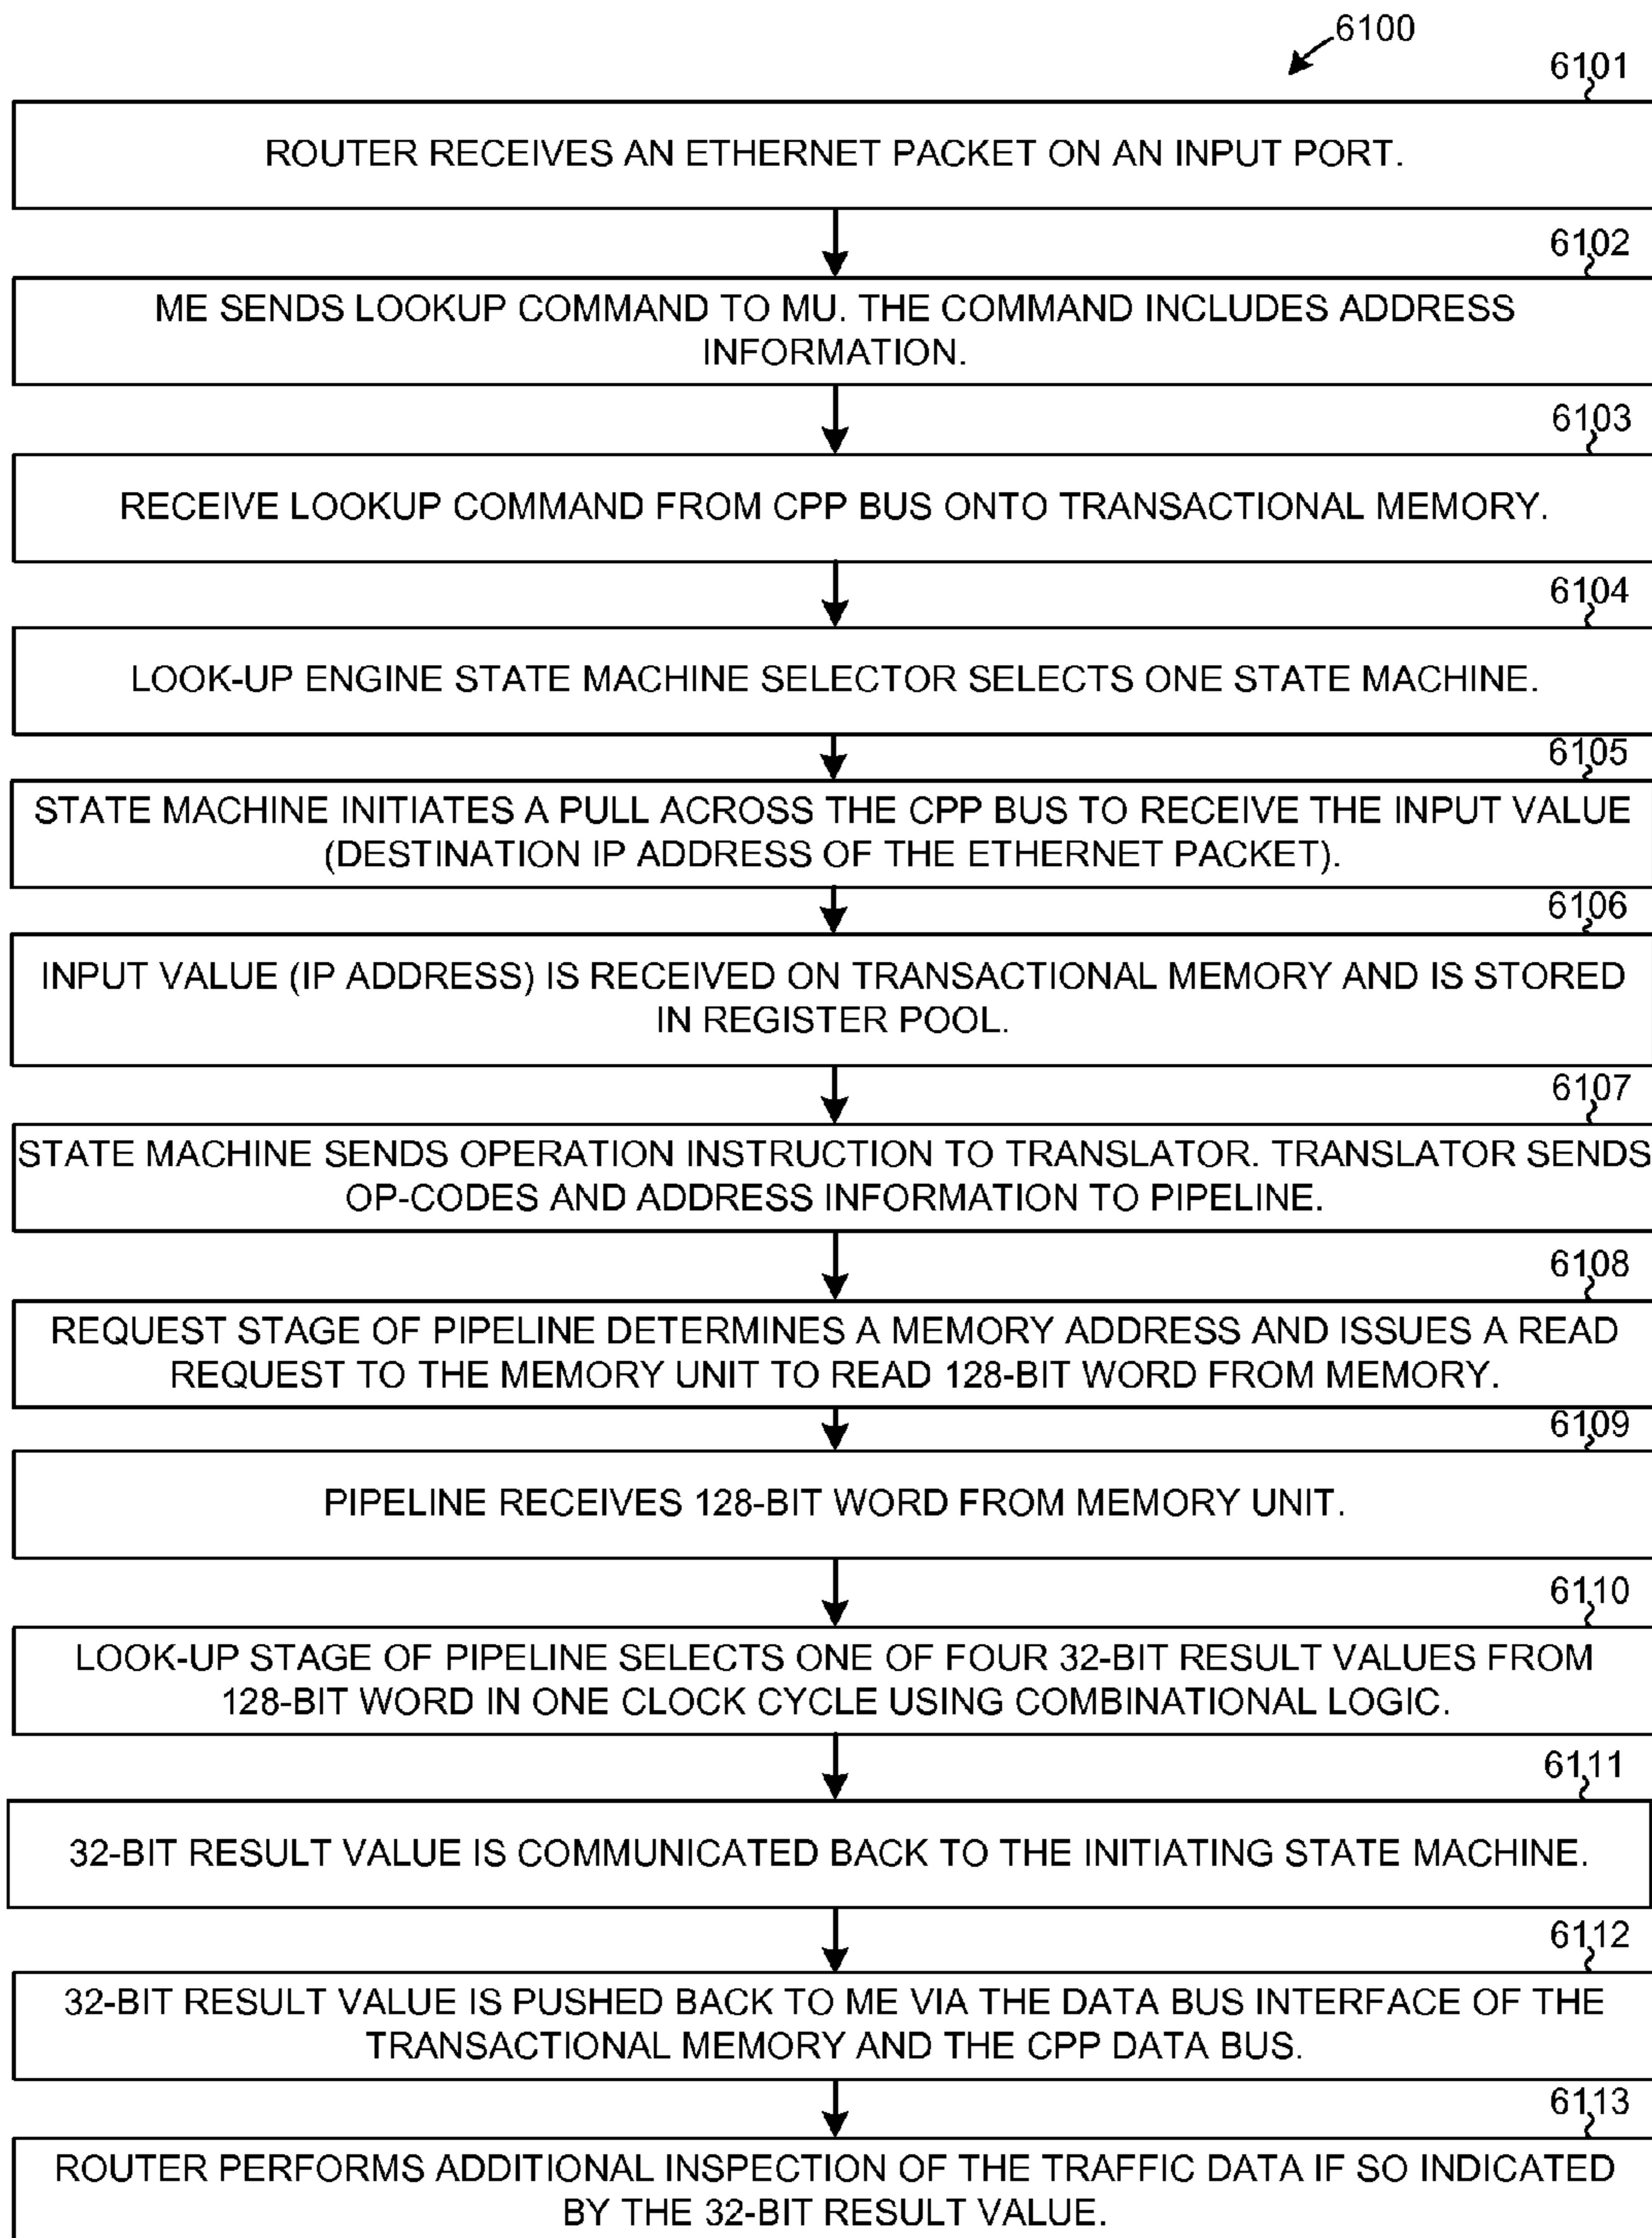 6100
6101
ROUTER RECEIVES AN ETHERNET PACKET ON AN INPUT PORT.
6102
ME SENDS LOOKUP COMMAND TO MU. THE COMMAND INCLUDES ADDRESS
INFORMATION.
6103
RECEIVE LOOKUP COMMAND FROM CPP BUS ONTO TRANSACTIONAL MEMORY.
6104
LOOK-UP ENGINE STATE MACHINE SELECTOR SELECTS ONE STATE MACHINE.
6105
STATE MACHINE INITIATES A PULL ACROSS THE CPP BUS TO RECEIVE THE INPUT VALUE
(DESTINATION IP ADDRESS OF THE ETHERNET PACKET).
6106
INPUT VALUE (IP ADDRESS) IS RECEIVED ON TRANSACTIONAL MEMORY AND IS STORED
IN REGISTER POOL.
6107
STATE MACHINE SENDS OPERATION INSTRUCTION TO TRANSLATOR. TRANSLATOR SENDS
OP-CODES AND ADDRESS INFORMATION TO PIPELINE.
6108
REQUEST STAGE OF PIPELINE DETERMINES A MEMORY ADDRESS AND ISSUES A READ
REQUEST TO THE MEMORY UNIT TO READ 128-BIT WORD FROM MEMORY.
6109
PIPELINE RECEIVES 128-BIT WORD FROM MEMORY UNIT.
6110
LOOK-UP STAGE OF PIPELINE SELECTS ONE OF FOUR 32-BIT RESULT VALUES FROM
128-BIT WORD IN ONE CLOCK CYCLE USING COMBINATIONAL LOGIC.
6111
32-BIT RESULT VALUE IS COMMUNICATED BACK TO THE INITIATING STATE MACHINE.
6112
32-BIT RESULT VALUE IS PUSHED BACK TO ME VIA THE DATA BUS INTERFACE OF THE
TRANSACTIONAL MEMORY AND THE CPP DATA BUS.
6113
ROUTER PERFORMS ADDITIONAL INSPECTION OF THE TRAFFIC DATA IF SO INDICATED
BY THE 32-BIT RESULT VALUE.